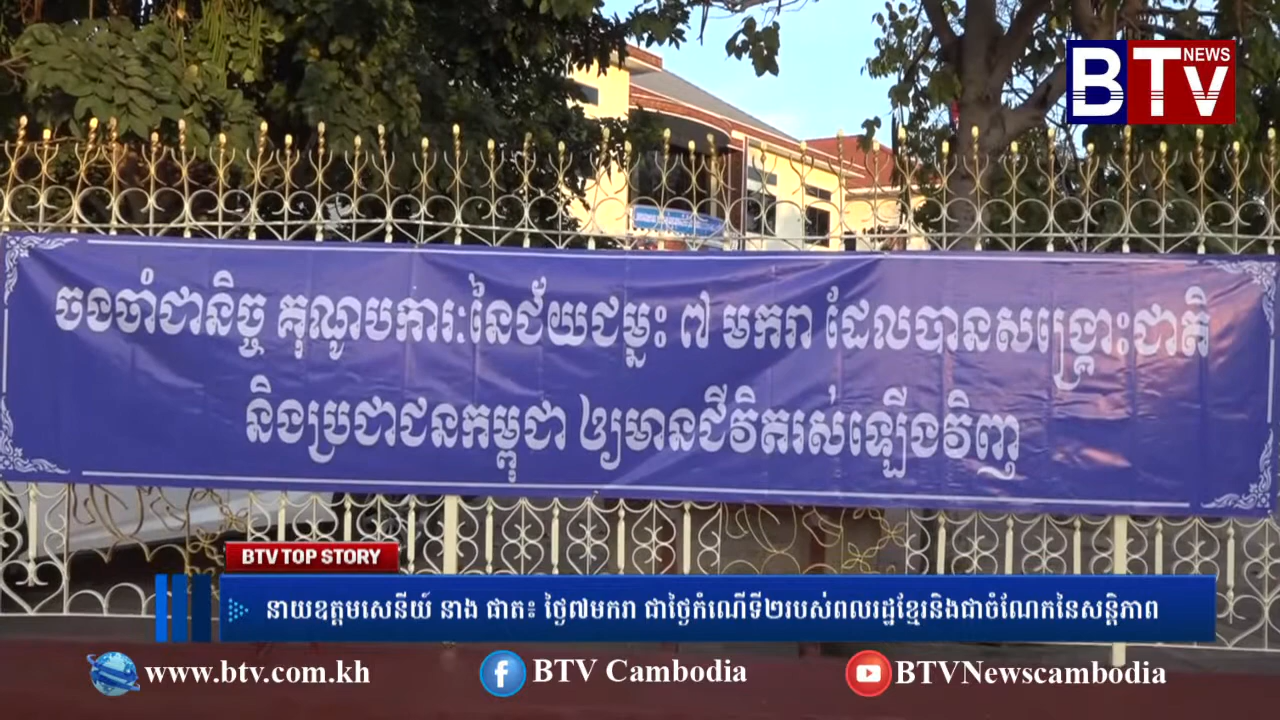 BTV NEWS
ចងចាំជានិច្ច គុណូបការៈនៃជ័យជម្នះ ៧ មករា ដែលបានសង្គ្រោះជាតិ
និងប្រជាជនកម្ពុជា ឲ្យមានជីវិតរស់ឡើងវិញ
BTV TOP STORY
នាយឧត្តមសេនីយ៍ នាង ផាត៖ ថ្ងៃ៧មករា ជាថ្ងៃកំណើទី២របស់ពលរដ្ឋខ្មែរនិងជាចំណែកនៃសន្តិភាព
www.btv.com.kh
BTV Cambodia
BTVNewscambodia